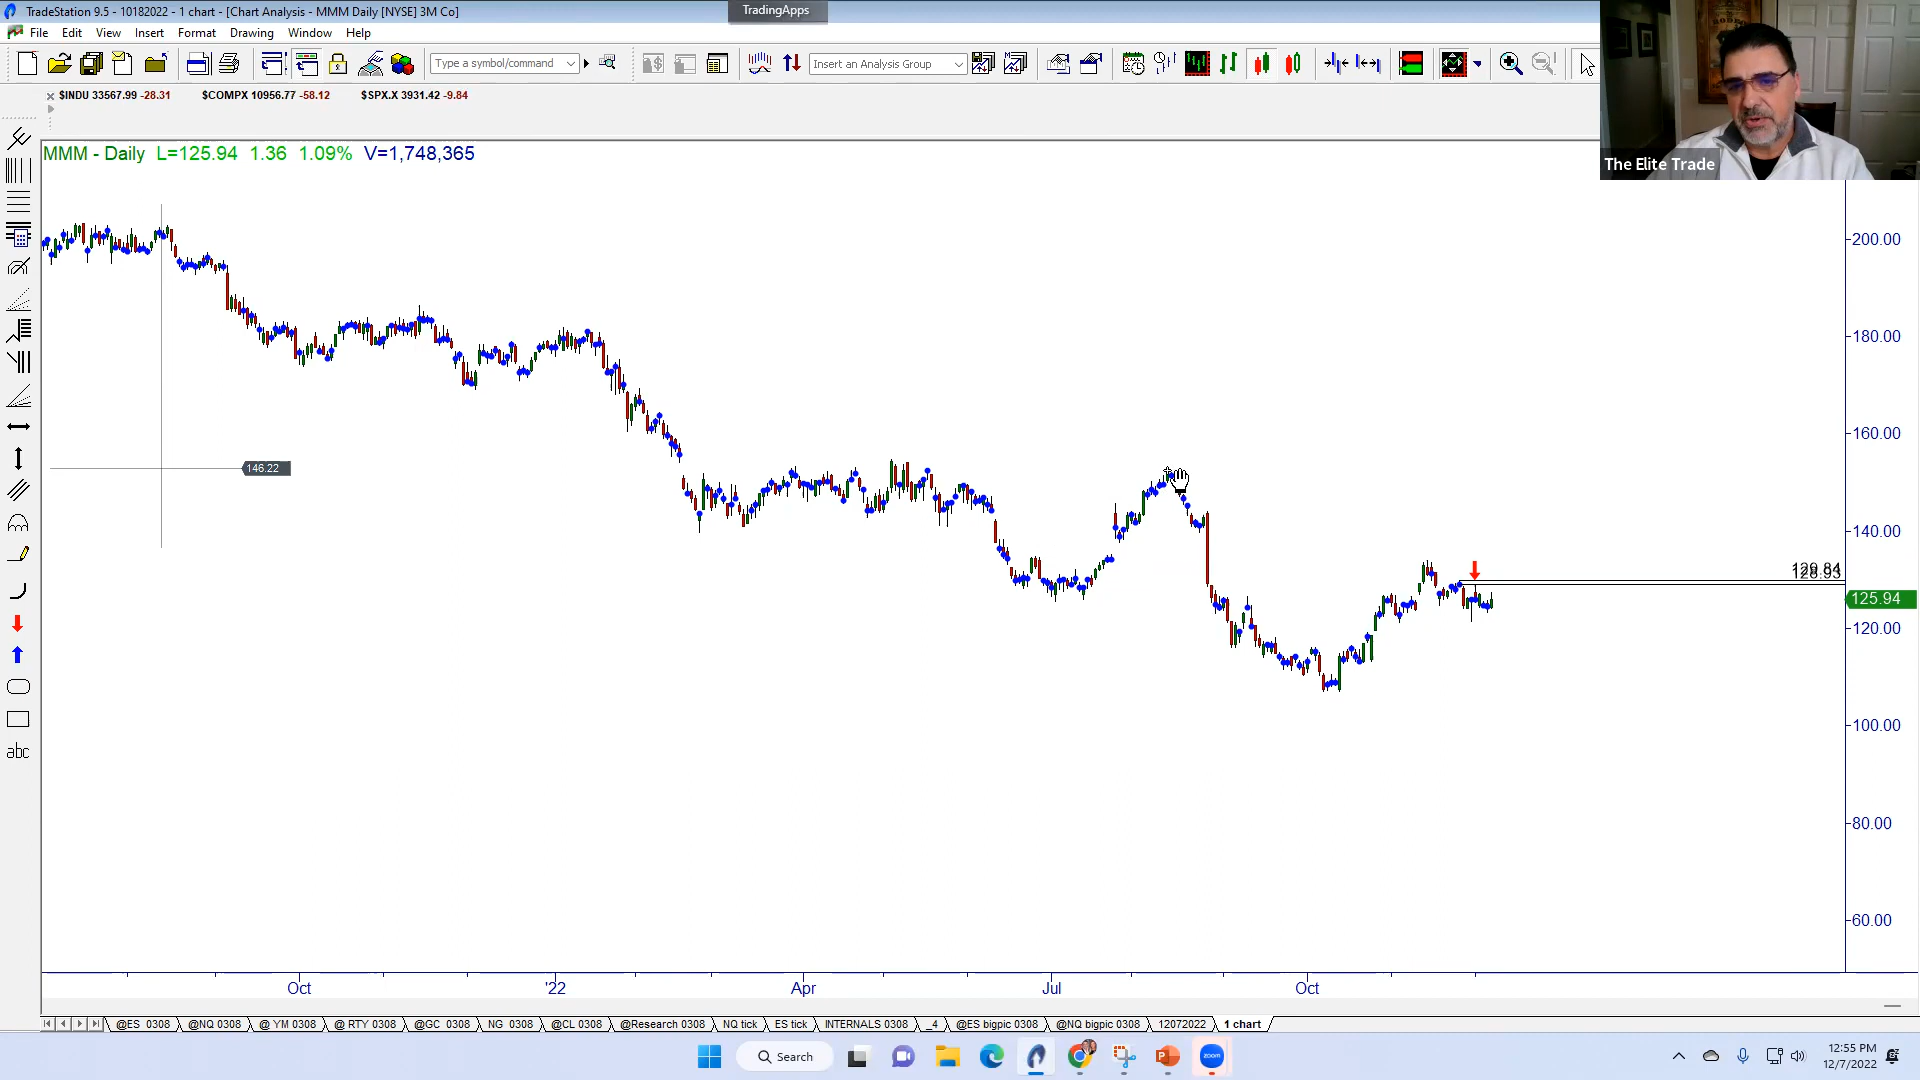 TradeStation 9.5 - 10182022 - 1 chart - [Chart Analysis - MMM Daily [NYSE] 3M Co]
TradingApps
File Edit View Insert Format Drawing Window Help
Type a symbol/command
Insert an Analysis Group
$INDU 33567.99 -28.31 $COMPX 10956.77 -58.12 $SPX.X 3931.42 -9.84
The Elite Trade
MMM - Daily L=125.94 1.36 1.09% V=1,748,365
200.00
180.00
160.00
146.22
140.00
129.84
128.93
125.94
120.00
100.00
80.00
60.00
abc
Oct '22 Apr Jul Oct
@ES 0308 @NQ 0308 @ YM 0308 @ RTY 0308 @GC 0308 NG 0308 @CL 0308 @Research 0308 NQ tick ES tick INTERNALS 0308 _4 @ES bigpic 0308 @NQ bigpic 0308 12072022 1 chart
Search
zoom
12:55 PM
12/7/2022